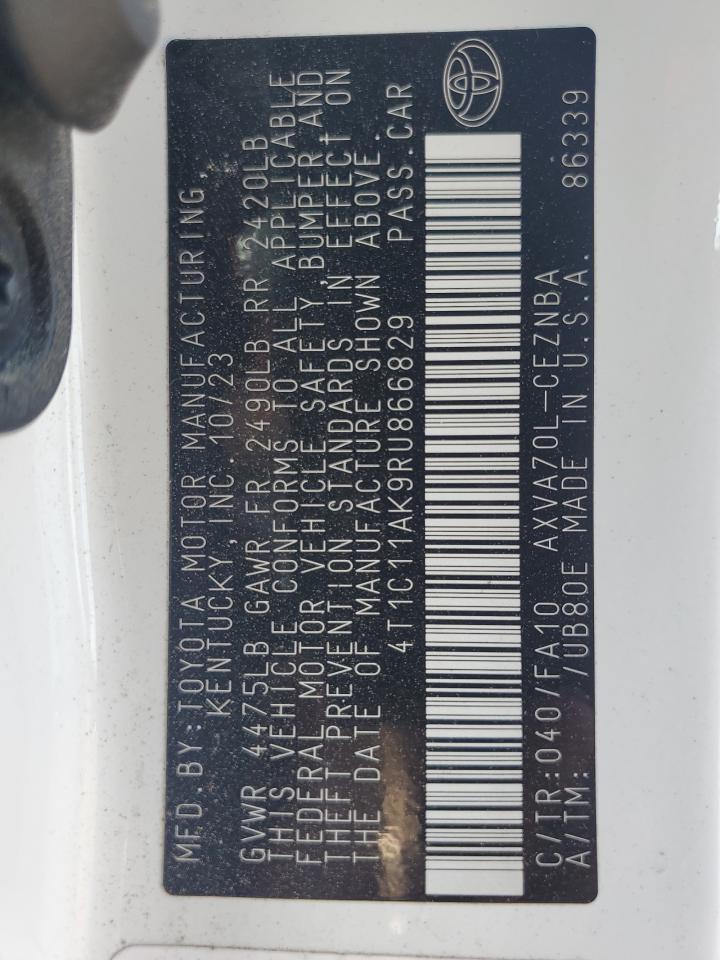 MFD.BY:TOYOTA MOTOR MANUFACTURING,
KENTUCKY,INC. 10/23
GVWR 4475LB GAWR FR 2490LB RR 2420LB
THIS VEHICLE CONFORMS TO ALL APPLICABLE
FEDERAL MOTOR VEHICLE SAFETY, BUMPER AND
THEFT PREVENTION STANDARDS IN EFFECT ON
THE DATE OF MANUFACTURE SHOWN ABOVE.
4T1C11AK9RU866829 PASS.CAR
C/TR:040/FA10 AXVA70L-CEZNBA
A/TM: /UB80E MADE IN U.S.A. 86339